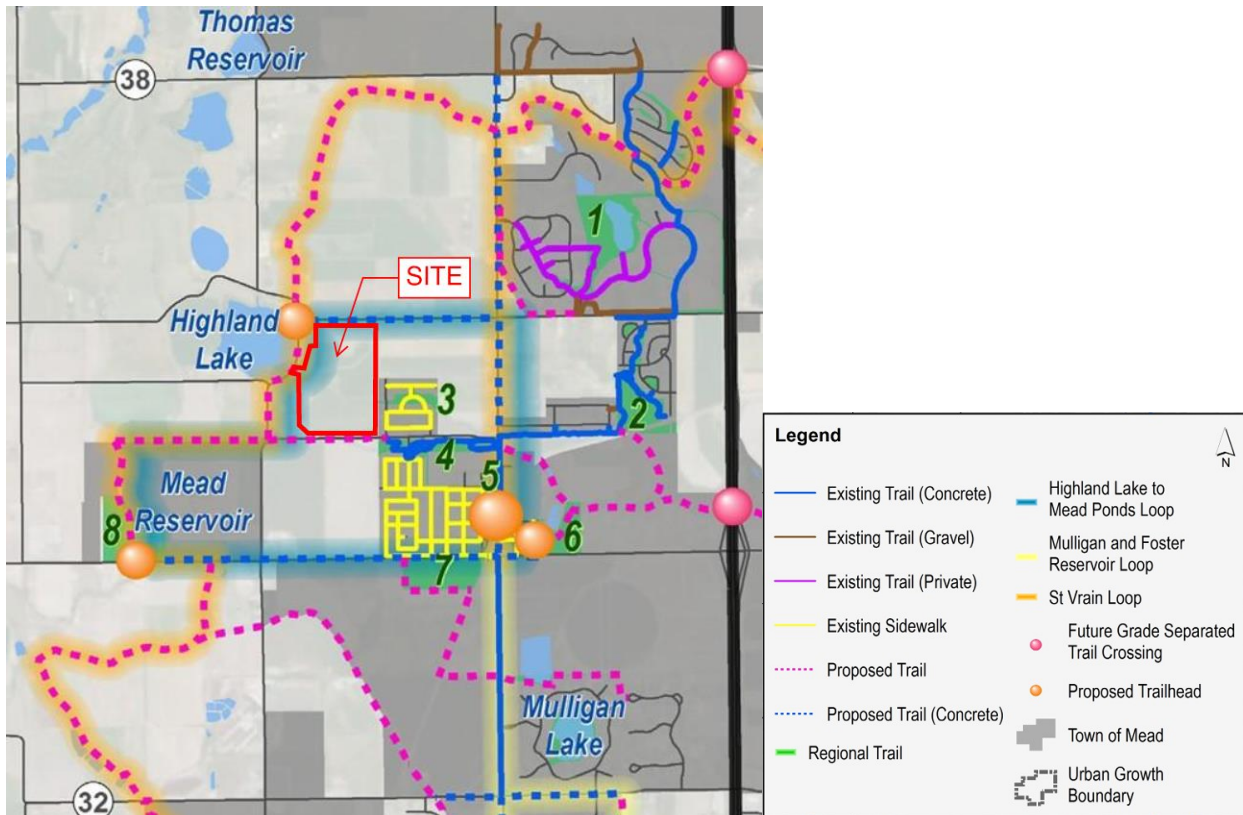 Thomas
Reservoir
38
1
SITE
Highland
Lake
3
2
4
5
Mead
Reservoir
8
6
7
Mulligan
Lake
32
Legend
N
Existing Trail (Concrete)
Existing Trail (Gravel)
Existing Trail (Private)
Existing Sidewalk
Proposed Trail
Proposed Trail (Concrete)
Regional Trail
Highland Lake to
Mead Ponds Loop
Mulligan and Foster
Reservoir Loop
St Vrain Loop
Future Grade Separated
Trail Crossing
Proposed Trailhead
Town of Mead
Urban Growth
Boundary